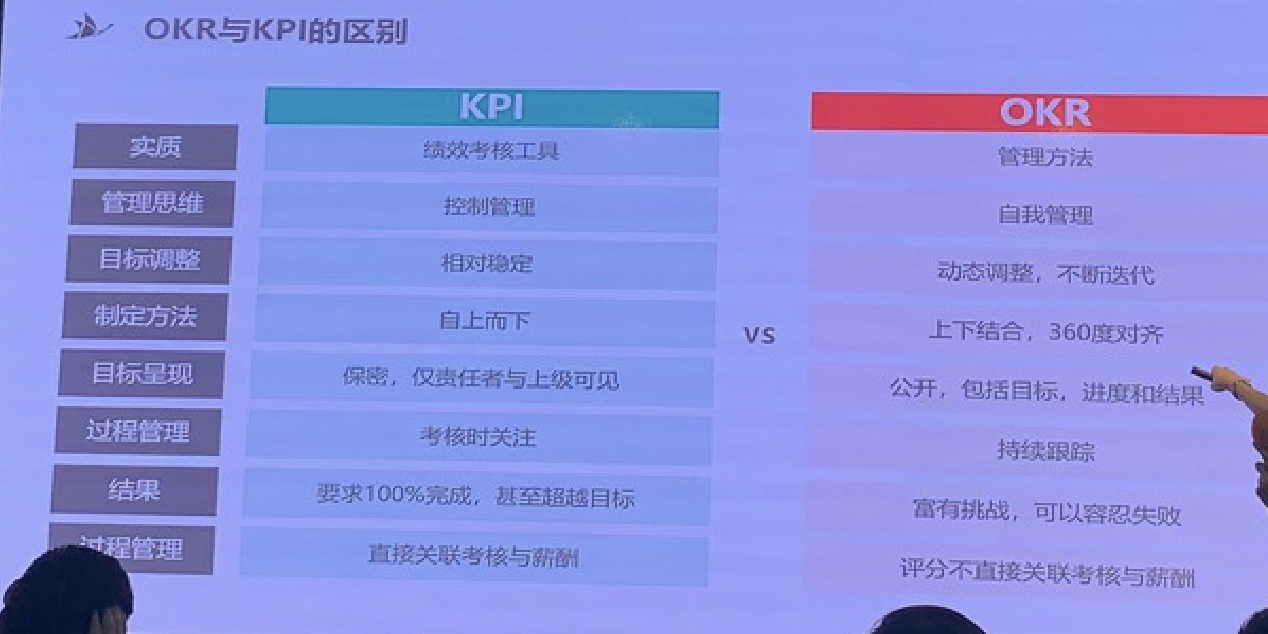 OKR与KPI的区别
KPI
OKR
实质
绩效考核工具
管理方法
管理思维
控制管理
自我管理
目标调整
相对稳定
动态调整，不断迭代
制定方法
自上而下
VS
上下结合，360度对齐
目标呈现
保密，仅责任者与上级可见
公开，包括目标，进度和结果
过程管理
考核时关注
持续跟踪
结果
要求100%完成，甚至超越目标
富有挑战，可以容忍失败
过程管理
直接关联考核与薪酬
评分不直接关联考核与薪酬